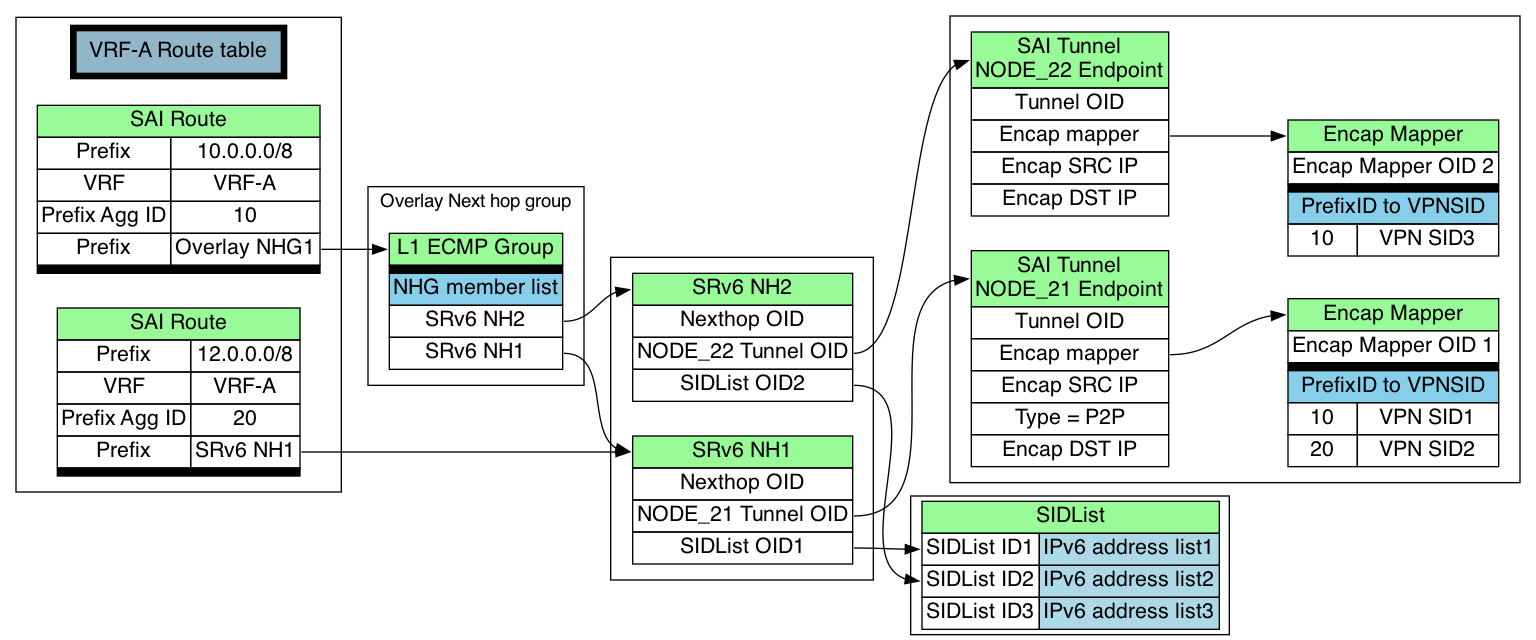 VRF-A Route table
SAI Route
Prefix 10.0.0.0/8
VRF VRF-A
Prefix Agg ID 10
Prefix Overlay NHG1
SAI Route
Prefix 12.0.0.0/8
VRF VRF-A
Prefix Agg ID 20
Prefix SRv6 NH1
Overlay Next hop group
L1 ECMP Group
NHG member list
SRv6 NH2
SRv6 NH1
SRv6 NH2
Nexthop OID
NODE_22 Tunnel OID
SIDList OID2
SRv6 NH1
Nexthop OID
NODE_21 Tunnel OID
SIDList OID1
SAI Tunnel
NODE_22 Endpoint
Tunnel OID
Encap mapper
Encap SRC IP
Encap DST IP
SAI Tunnel
NODE_21 Endpoint
Tunnel OID
Encap mapper
Encap SRC IP
Type = P2P
Encap DST IP
Encap Mapper
Encap Mapper OID 2
PrefixID to VPNSID
10 VPN SID3
Encap Mapper
Encap Mapper OID 1
PrefixID to VPNSID
10 VPN SID1
20 VPN SID2
SIDList
SIDList ID1 IPv6 address list1
SIDList ID2 IPv6 address list2
SIDList ID3 IPv6 address list3